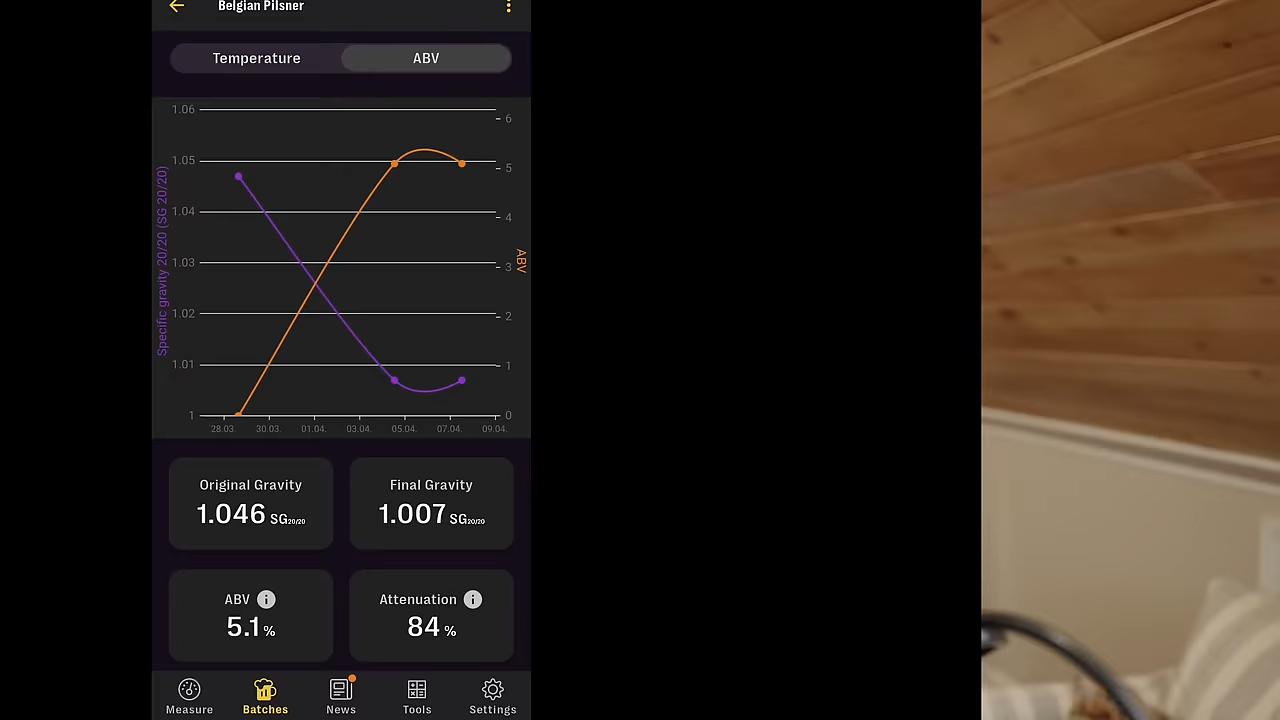 Belgian Pilsner
Temperature ABV
1.06
1.05
1.04
1.03
1.02
1.01
1
6
5
4
3
2
1
0
Specific gravity 20/20 (SG 20/20)
ABV
28.03. 30.03. 01.04. 03.04. 05.04. 07.04. 09.04.
Original Gravity
1.046 SG20/20
Final Gravity
1.007 SG20/20
ABV i
5.1 %
Attenuation i
84 %
Measure Batches News Tools Settings